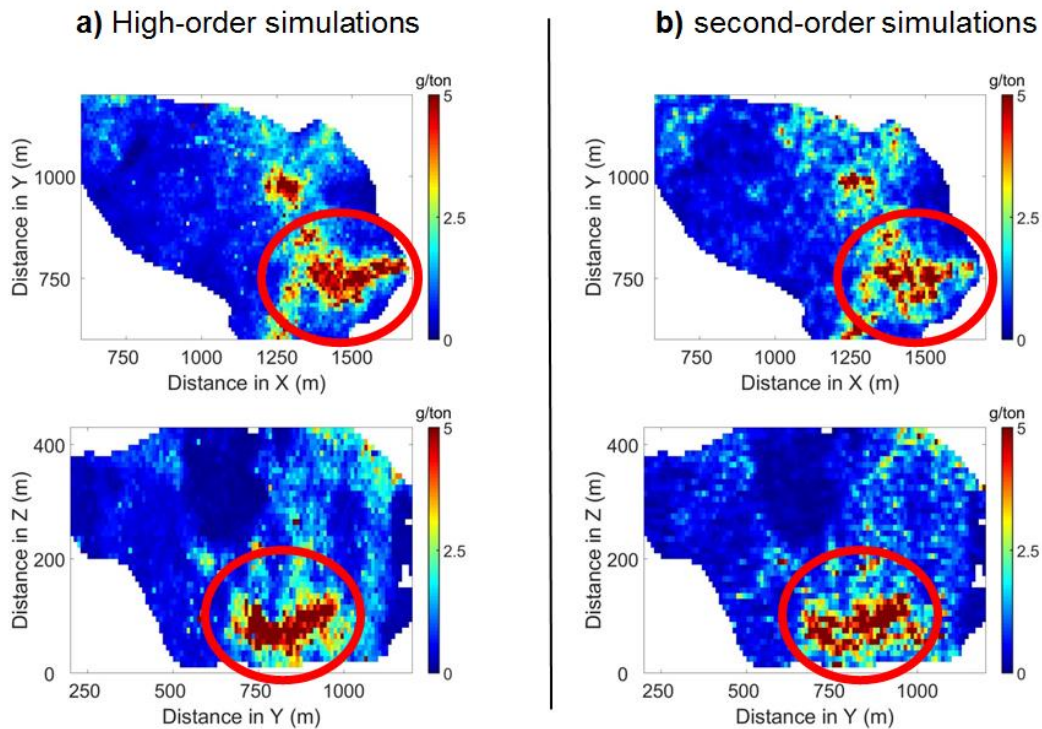 a) High-order simulations
b) second-order simulations
g/ton
5
1000
2.5
750
0
750
1000
1250
1500
Distance in X (m)
Distance in Y (m)
g/ton
5
1000
2.5
750
0
750
1000
1250
1500
Distance in X (m)
Distance in Y (m)
g/ton
400
5
2.5
200
0
0
250
500
750
1000
Distance in Y (m)
Distance in Z (m)
g/ton
400
5
2.5
200
0
0
250
500
750
1000
Distance in Y (m)
Distance in Z (m)